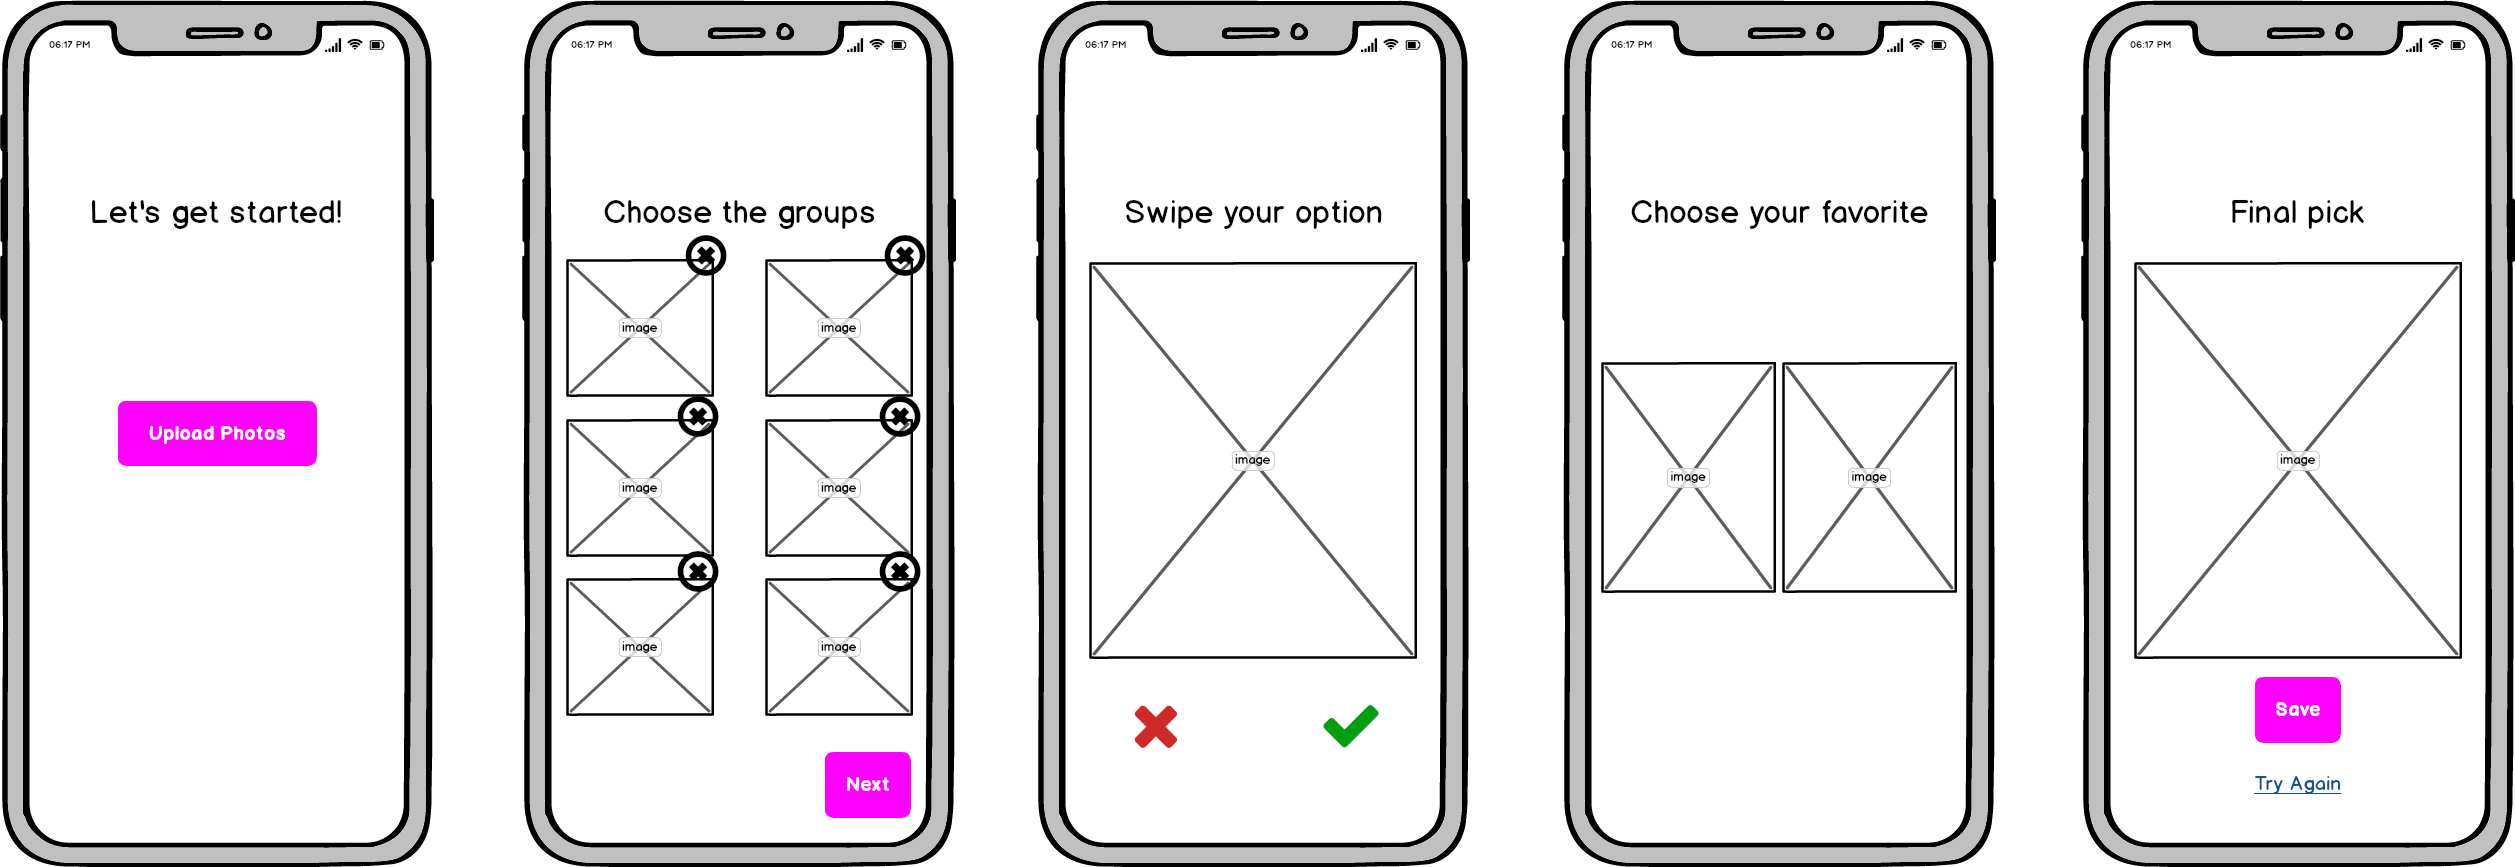 06:17 PM
Let's get started!
Upload Photos
06:17 PM
Choose the groups
image
image
image
image
image
image
Next
06:17 PM
Swipe your option
image
06:17 PM
Choose your favorite
image
image
06:17 PM
Final pick
image
Save
Try Again